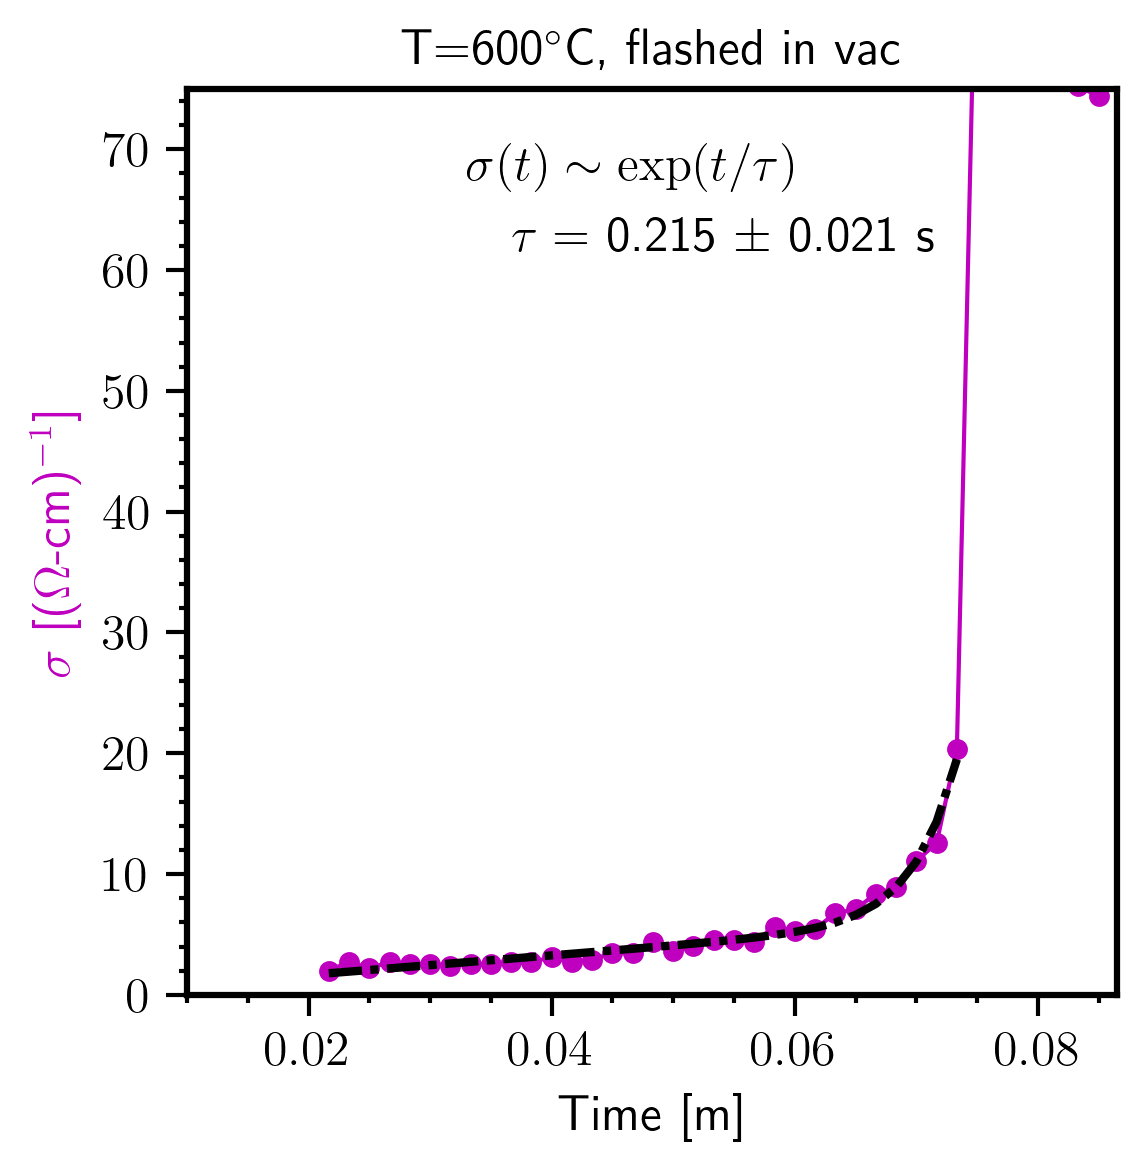 T=600°C, flashed in vac
σ(t) ∼ exp(t/τ)
τ = 0.215 ± 0.021 s
σ [(Ω-cm)⁻¹]
70
60
50
40
30
20
10
0
0.02 0.04 0.06 0.08
Time [m]